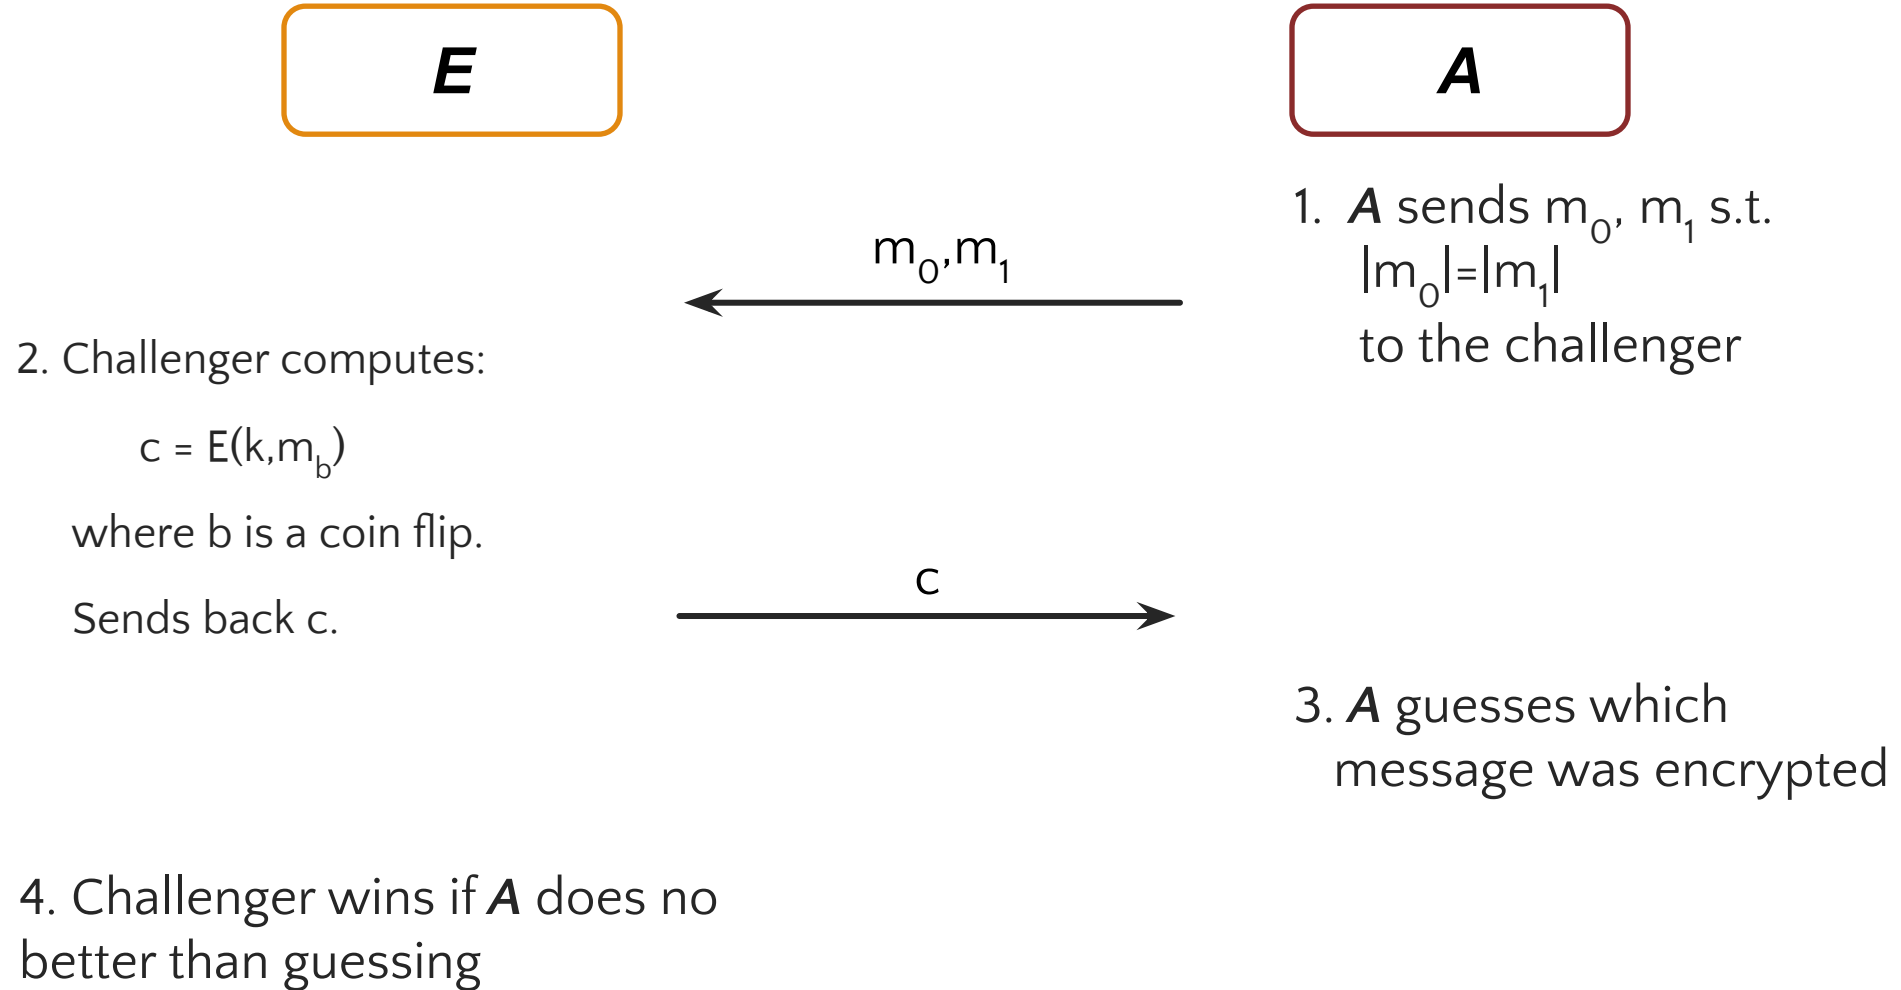 E
A
1. A sends m₀, m₁ s.t.
|m₀|=|m₁|
to the challenger
m₀,m₁
2. Challenger computes:
c = E(k,m_b)
where b is a coin flip.
Sends back c.
c
3. A guesses which
message was encrypted
4. Challenger wins if A does no
better than guessing